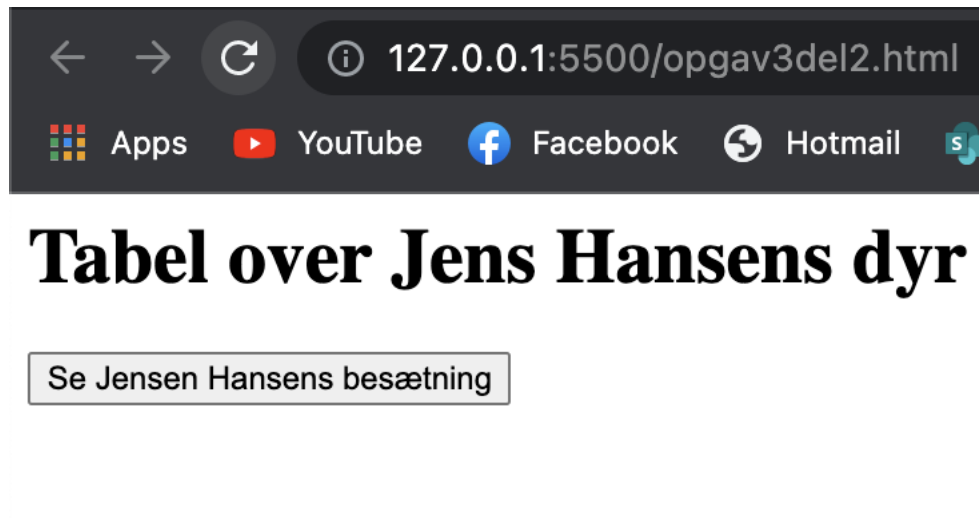 127.0.0.1:5500/opgav3del2.html
Apps YouTube Facebook Hotmail S
Tabel over Jens Hansens dyr
Se Jensen Hansens besætning